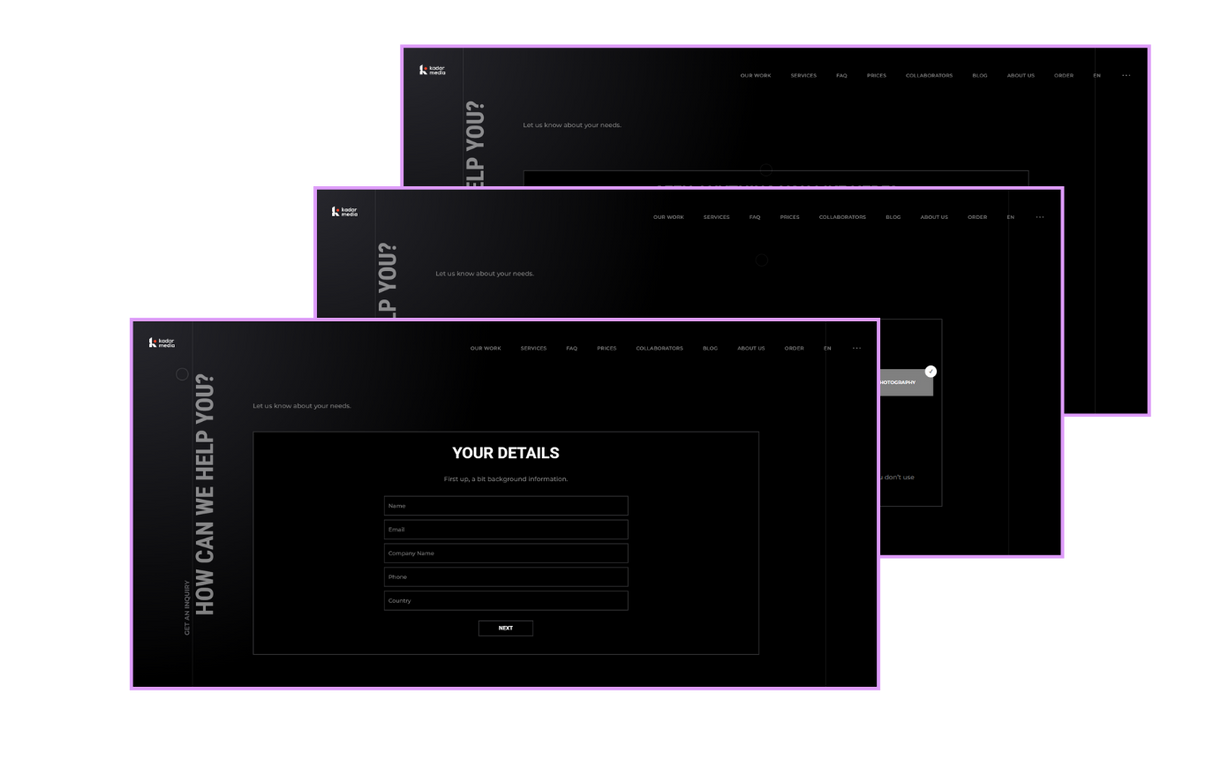 kadar
media
OUR WORK SERVICES FAQ PRICES COLLABORATORS BLOG ABOUT US ORDER EN
ELP YOU?
Let us know about your needs.
kadar
media
OUR WORK SERVICES FAQ PRICES COLLABORATORS BLOG ABOUT US ORDER EN
LP YOU?
Let us know about your needs.
HOTOGRAPHY
u don't use
kadar
media
OUR WORK SERVICES FAQ PRICES COLLABORATORS BLOG ABOUT US ORDER EN
GET AN INQUIRY
HOW CAN WE HELP YOU?
Let us know about your needs.
YOUR DETAILS
First up, a bit background information.
Name
Email
Company Name
Phone
Country
NEXT